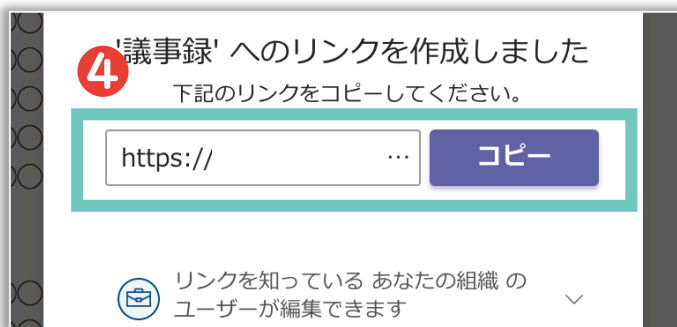 4
'議事録' へのリンクを作成しました
下記のリンクをコピーしてください。
https:// … コピー
リンクを知っている あなたの組織 の
ユーザーが編集できます